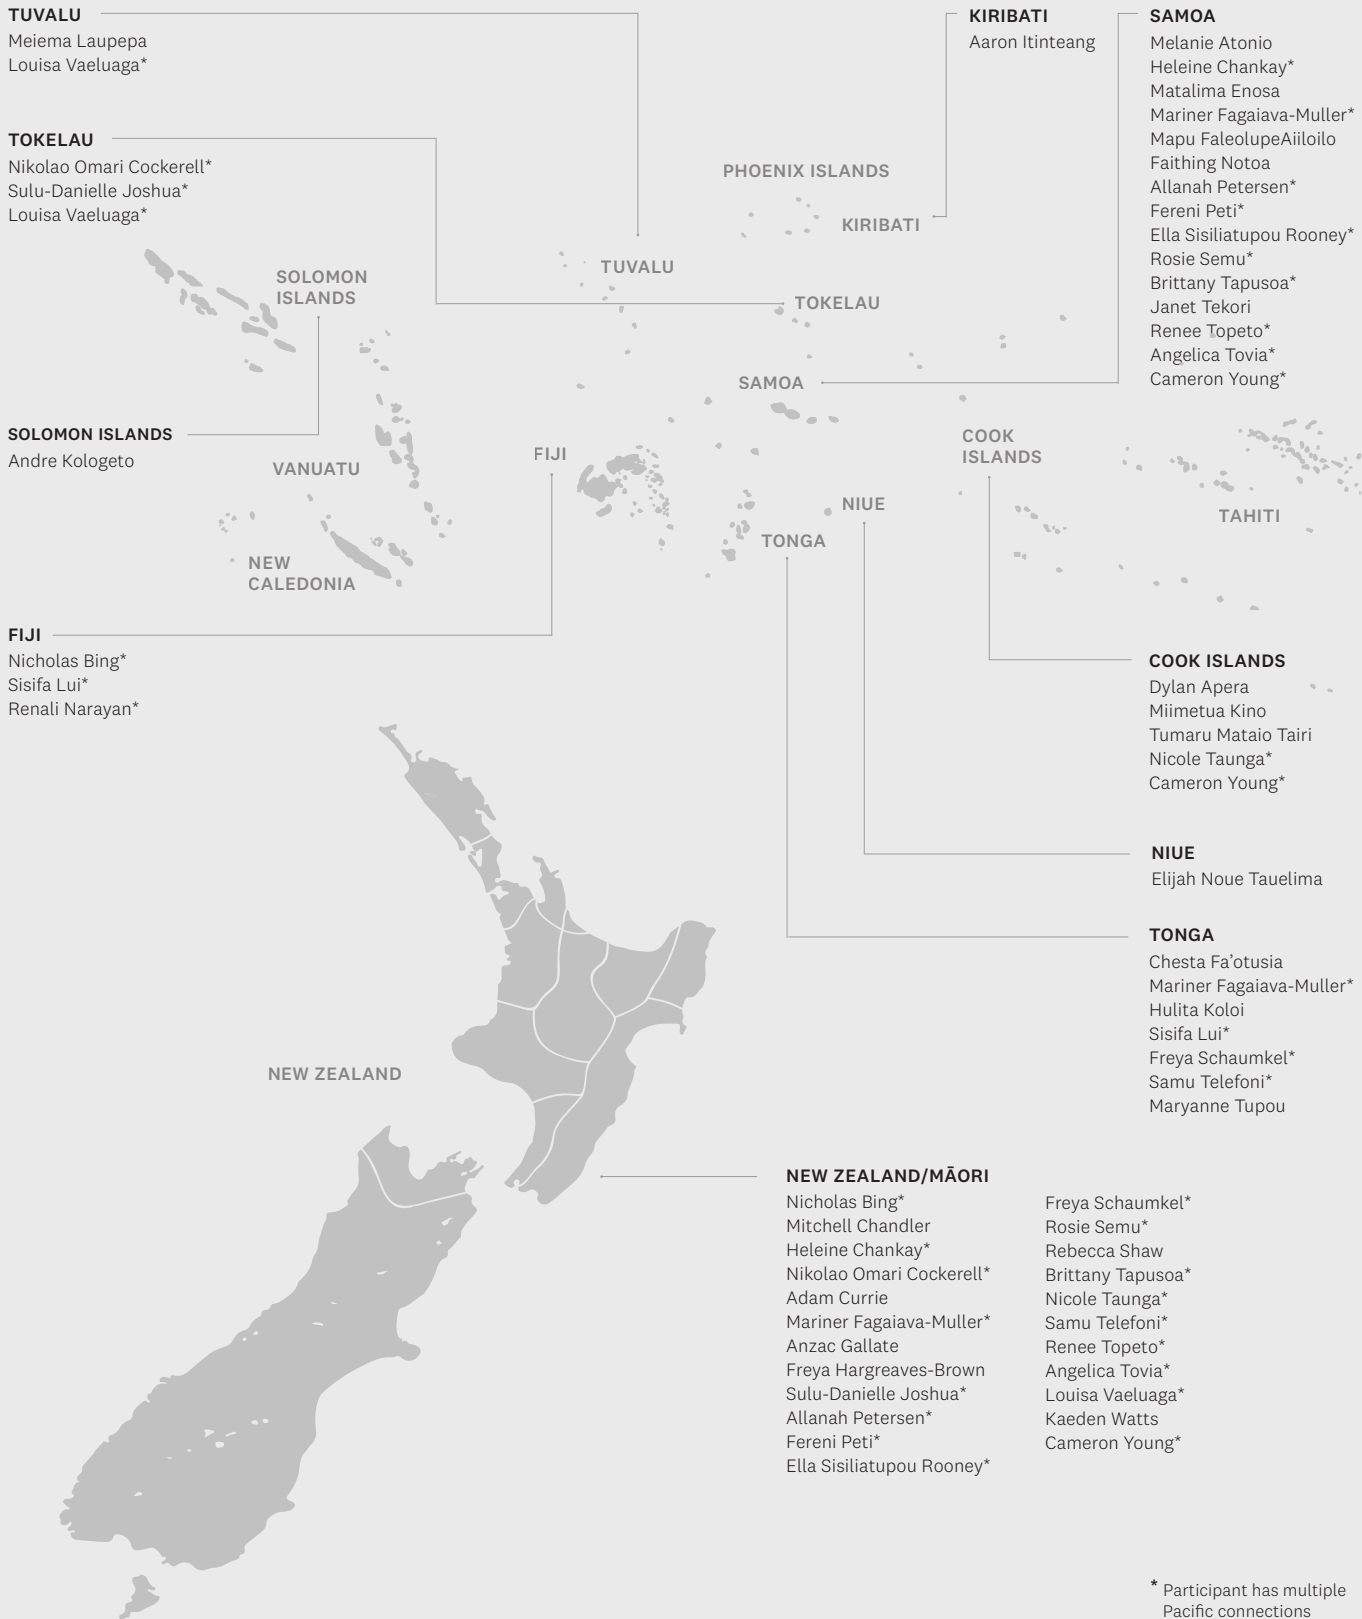 TUVALU
Meiema Laupepa
Louisa Vaeluaga*
TOKELAU
Nikolao Omari Cockerell*
Sulu-Danielle Joshua*
Louisa Vaeluaga*
KIRIBATI
Aaron Itinteang
SAMOA
Melanie Atonio
Heleine Chankay*
Matalima Enosa
Mariner Fagaiava-Muller*
Mapu FaleolupeAiiloilo
Faithing Notoa
Allanah Petersen*
Fereni Peti*
Ella Sisiliatupou Rooney*
Rosie Semu*
Brittany Tapusoa*
Janet Tekori
Renee Topeto*
Angelica Tovia*
Cameron Young*
PHOENIX ISLANDS
KIRIBATI
TUVALU
SOLOMON
ISLANDS
TOKELAU
SAMOA
SOLOMON ISLANDS
Andre Kologeto
VANUATU
FIJI
COOK
ISLANDS
NIUE
TAHITI
TONGA
NEW
CALEDONIA
FIJI
Nicholas Bing*
Sisifa Lui*
Renali Narayan*
COOK ISLANDS
Dylan Apera
Miimetua Kino
Tumaru Mataio Tairi
Nicole Taunga*
Cameron Young*
NIUE
Elijah Noue Tauelima
TONGA
Chesta Fa'otusia
Mariner Fagaiava-Muller*
Hulita Koloi
Sisifa Lui*
Freya Schaumkel*
Samu Telefoni*
Maryanne Tupou
NEW ZEALAND
NEW ZEALAND/MĀORI
Nicholas Bing*
Mitchell Chandler
Heleine Chankay*
Nikolao Omari Cockerell*
Adam Currie
Mariner Fagaiava-Muller*
Anzac Gallate
Freya Hargreaves-Brown
Sulu-Danielle Joshua*
Allanah Petersen*
Fereni Peti*
Ella Sisiliatupou Rooney*
Freya Schaumkel*
Rosie Semu*
Rebecca Shaw
Brittany Tapusoa*
Nicole Taunga*
Samu Telefoni*
Renee Topeto*
Angelica Tovia*
Louisa Vaeluaga*
Kaeden Watts
Cameron Young*
* Participant has multiple
Pacific connections